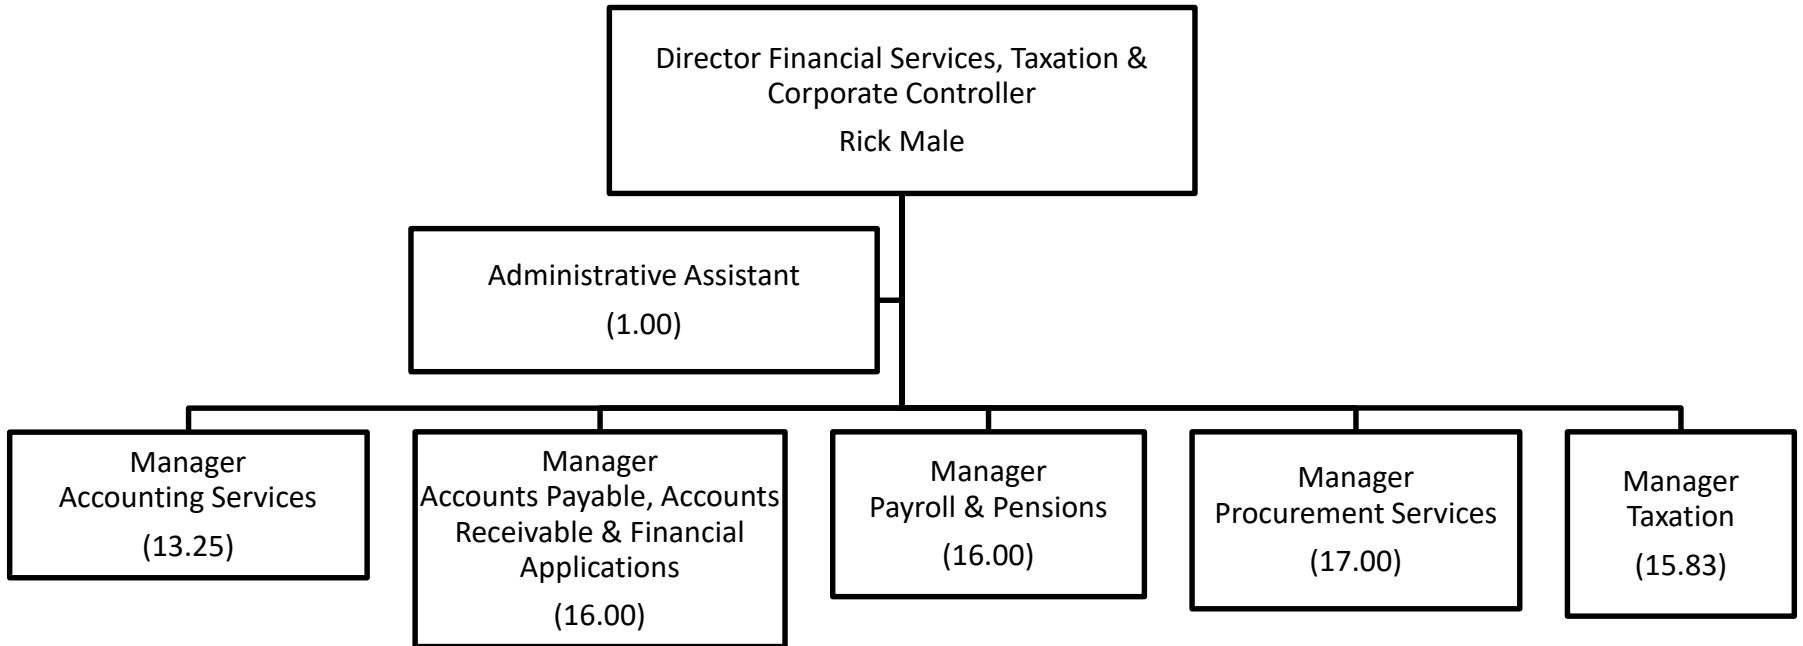 Director Financial Services, Taxation &
Corporate Controller
Rick Male
Administrative Assistant
(1.00)
Manager
Accounting Services
(13.25)
Manager
Accounts Payable, Accounts
Receivable & Financial
Applications
(16.00)
Manager
Payroll & Pensions
(16.00)
Manager
Procurement Services
(17.00)
Manager
Taxation
(15.83)